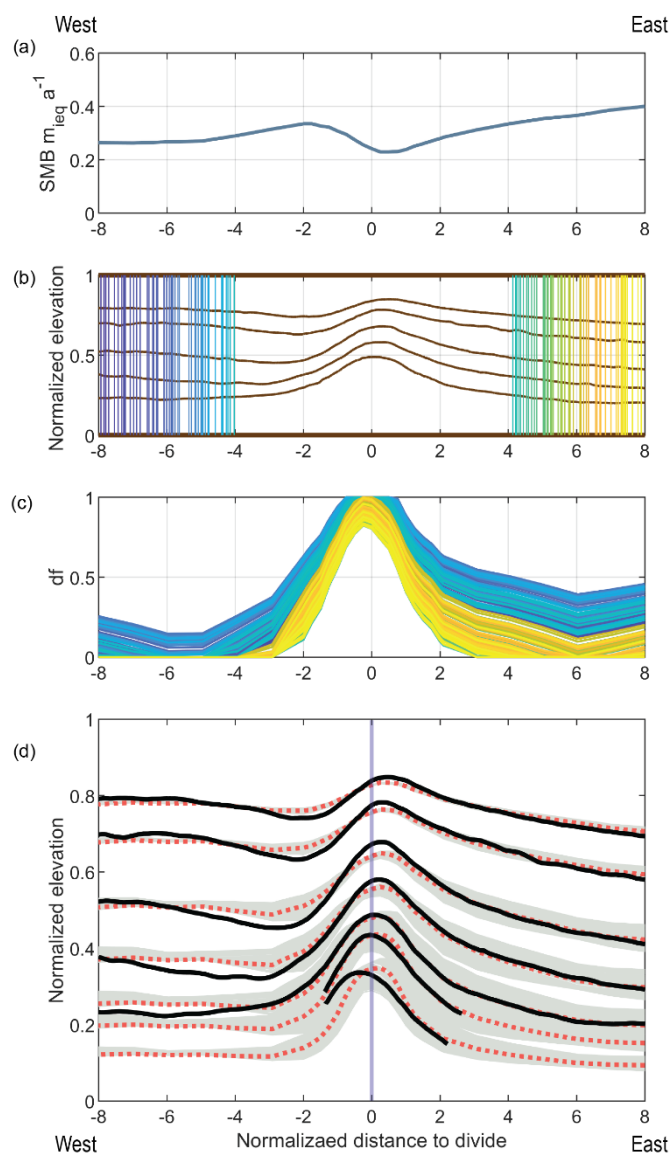 West East
(a)
SMB m_ieq a^-1
0.6
0.4
0.2
0
-8 -6 -4 -2 0 2 4 6 8
(b)
Normalized elevation
1
0.5
0
-8 -6 -4 -2 0 2 4 6 8
(c)
df
1
0.5
0
-8 -6 -4 -2 0 2 4 6 8
(d)
Normalized elevation
1
0.8
0.6
0.4
0.2
0
-8 -6 -4 -2 0 2 4 6 8
West Normalizaed distance to divide East